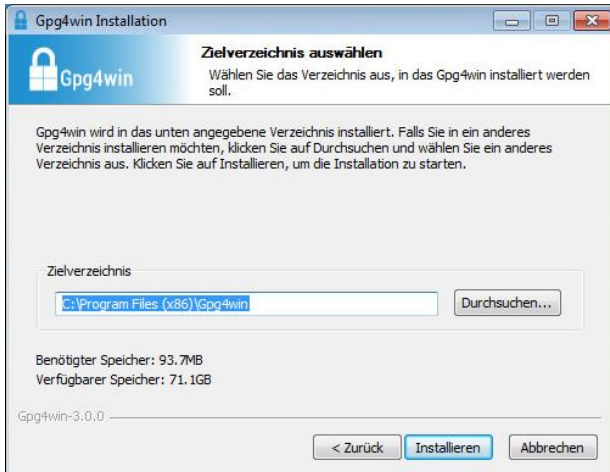 Gpg4win Installation
Gpg4win
Zielverzeichnis auswählen
Wählen Sie das Verzeichnis aus, in das Gpg4win installiert werden
soll.
Gpg4win wird in das unten angegebene Verzeichnis installiert. Falls Sie in ein anderes
Verzeichnis installieren möchten, klicken Sie auf Durchsuchen und wählen Sie ein anderes
Verzeichnis aus. Klicken Sie auf Installieren, um die Installation zu starten.
Zielverzeichnis
C:\Program Files (x86)\Gpg4win
Durchsuchen...
Benötigter Speicher: 93.7MB
Verfügbarer Speicher: 71.1GB
Gpg4win-3.0.0
< Zurück
Installieren
Abbrechen